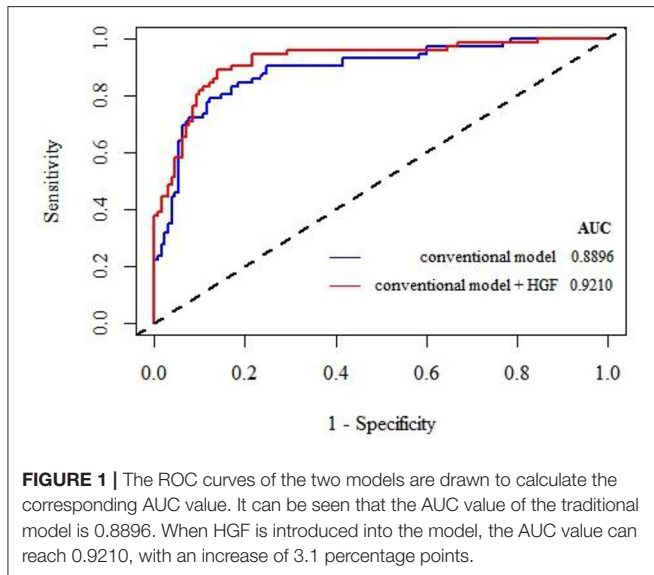 1.0
0.8
0.6
0.4
0.2
0.0
Sensitivity
AUC
conventional model 0.8896
conventional model + HGF 0.9210
0.0 0.2 0.4 0.6 0.8 1.0
1 - Specificity
FIGURE 1 | The ROC curves of the two models are drawn to calculate the
corresponding AUC value. It can be seen that the AUC value of the traditional
model is 0.8896. When HGF is introduced into the model, the AUC value can
reach 0.9210, with an increase of 3.1 percentage points.